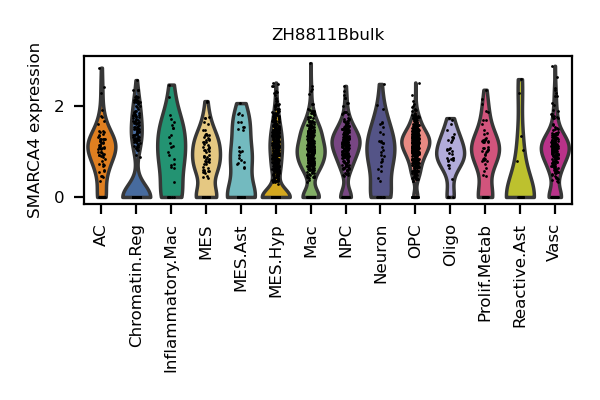 ZH8811Bbulk
SMARCA4 expression
2
0
AC
Chromatin.Reg
Inflammatory.Mac
MES
MES.Ast
MES.Hyp
Mac
NPC
Neuron
OPC
Oligo
Prolif.Metab
Reactive.Ast
Vasc